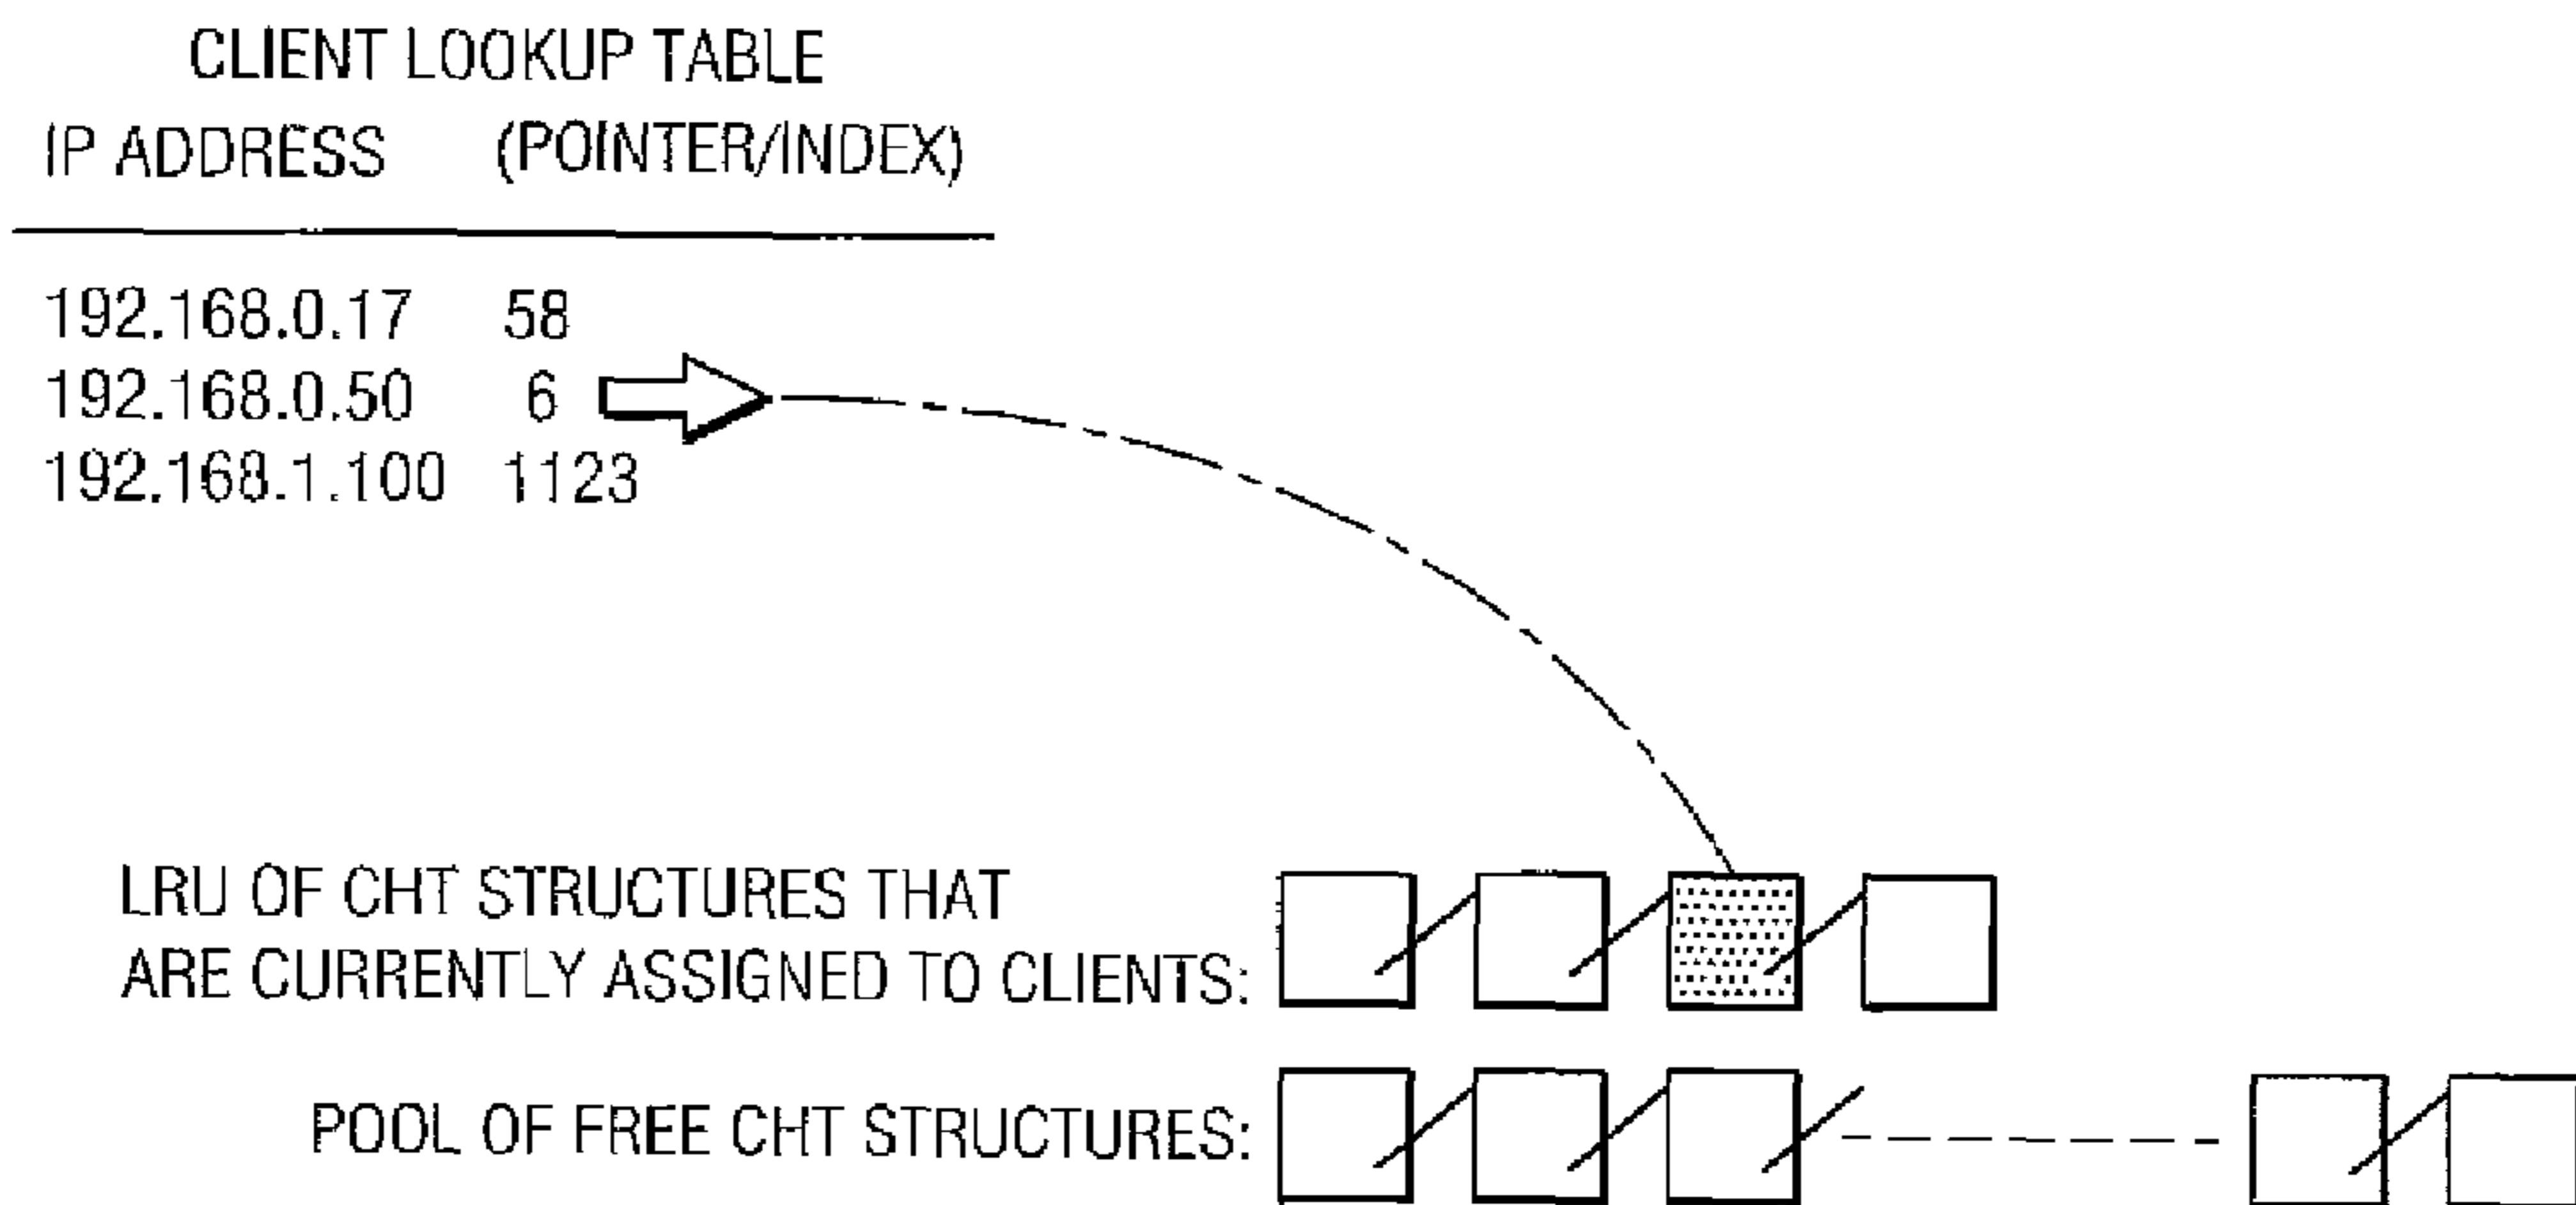 CLIENT LOOKUP TABLE
IP ADDRESS (POINTER/INDEX)
192.168.0.17 58
192.168.0.50 6
192.168.1.100 1123
LRU OF CHT STRUCTURES THAT
ARE CURRENTLY ASSIGNED TO CLIENTS:
POOL OF FREE CHT STRUCTURES: